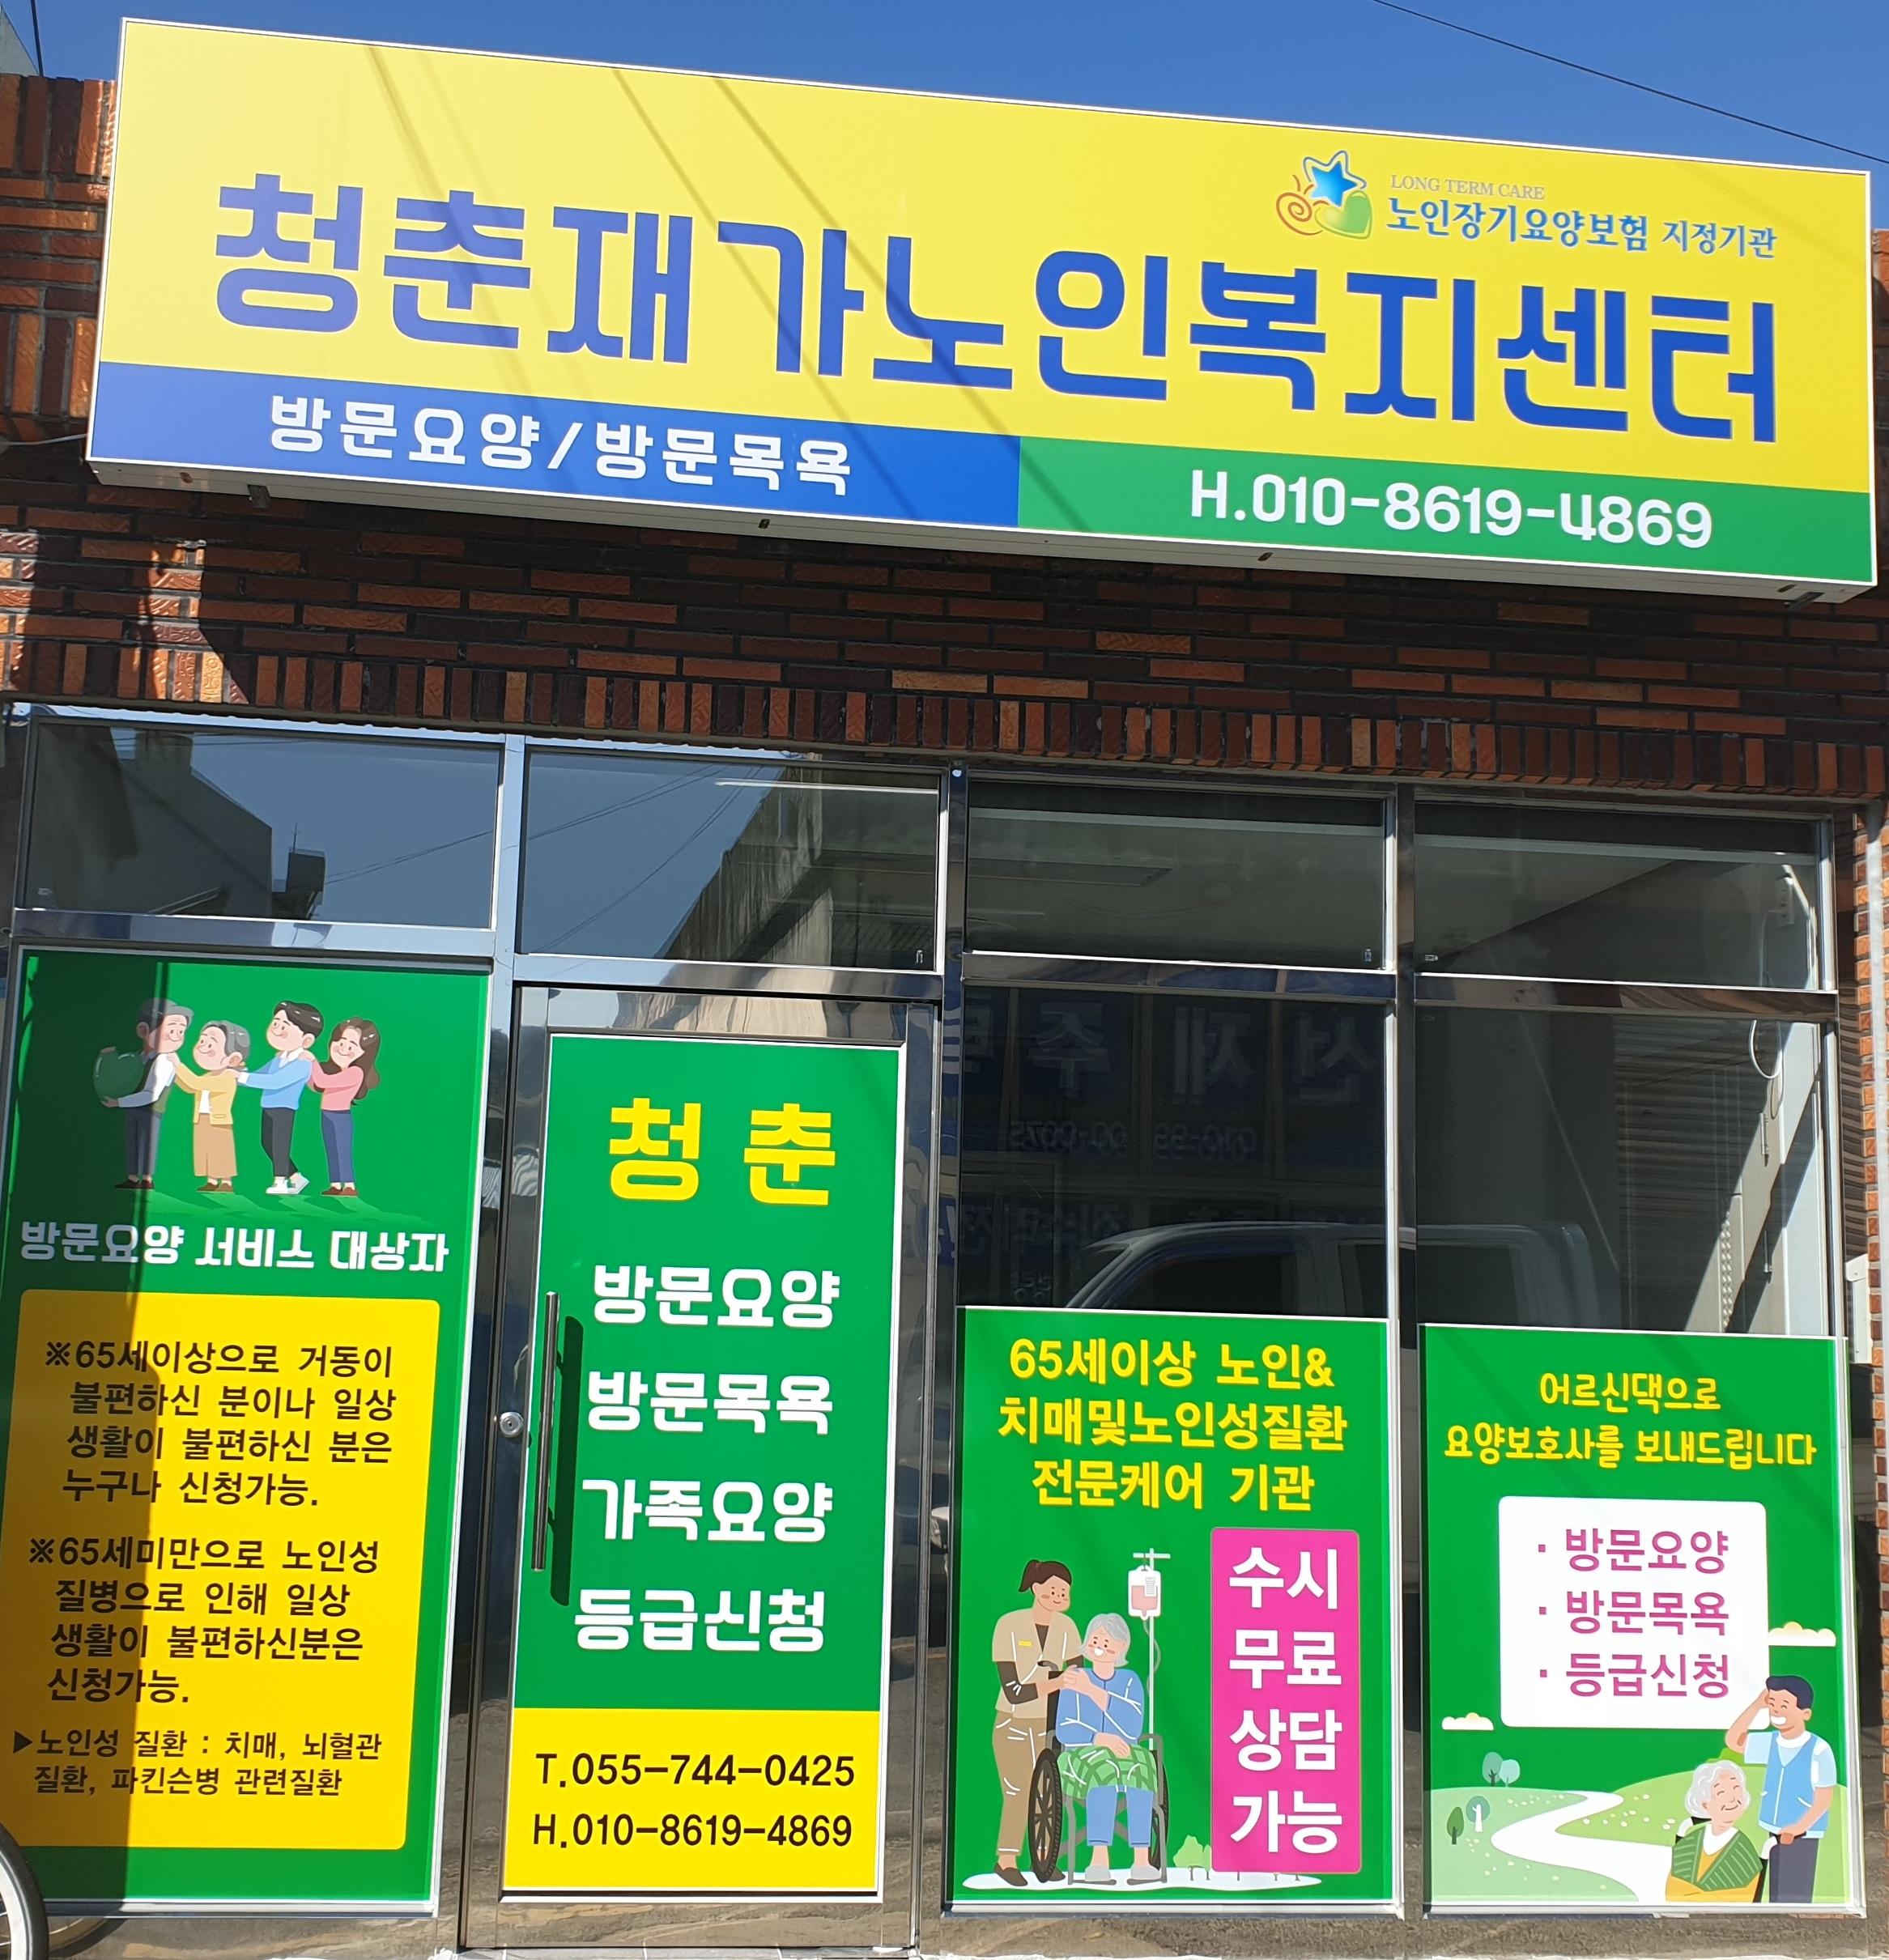 LONG TERM CARE
노인장기요양보험 지정기관
청춘재가노인복지센터
방문요양/방문목욕
H.010-8619-4869
방문요양 서비스 대상자
※65세이상으로 거동이
불편하신 분이나 일상
생활이 불편하신 분은
누구나 신청가능.
※65세미만으로 노인성
질병으로 인해 일상
생활이 불편하신분은
신청가능.
▶노인성 질환 : 치매, 뇌혈관
질환, 파킨슨병 관련질환
청춘
방문요양
방문목욕
가족요양
등급신청
T.055-744-0425
H.010-8619-4869
65세이상 노인&
치매및노인성질환
전문케어 기관
수시
무료
상담
가능
어르신댁으로
요양보호사를 보내드립니다
· 방문요양
· 방문목욕
· 등급신청